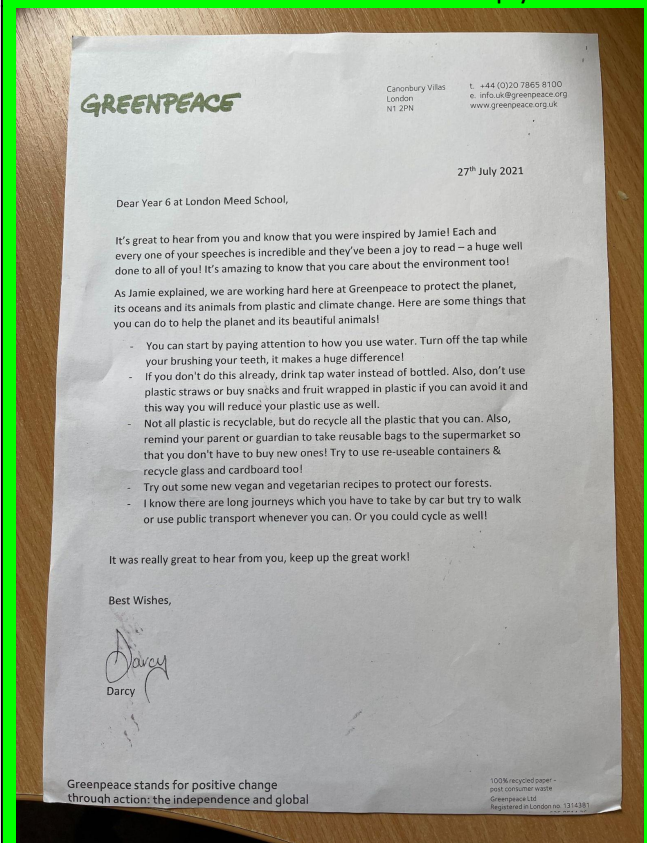 GREENPEACE
Canonbury Villas
London
N1 2PN
t. +44 (0)20 7865 8100
e. info.uk@greenpeace.org
www.greenpeace.org.uk
27th July 2021
Dear Year 6 at London Meed School,
It's great to hear from you and know that you were inspired by Jamie! Each and
every one of your speeches is incredible and they've been a joy to read – a huge well
done to all of you! It's amazing to know that you care about the environment too!
As Jamie explained, we are working hard here at Greenpeace to protect the planet,
its oceans and its animals from plastic and climate change. Here are some things that
you can do to help the planet and its beautiful animals!
- You can start by paying attention to how you use water. Turn off the tap while
your brushing your teeth, it makes a huge difference!
- If you don't do this already, drink tap water instead of bottled. Also, don't use
plastic straws or buy snacks and fruit wrapped in plastic if you can avoid it and
this way you will reduce your plastic use as well.
- Not all plastic is recyclable, but do recycle all the plastic that you can. Also,
remind your parent or guardian to take reusable bags to the supermarket so
that you don't have to buy new ones! Try to use re-useable containers &
recycle glass and cardboard too!
- Try out some new vegan and vegetarian recipes to protect our forests.
- I know there are long journeys which you have to take by car but try to walk
or use public transport whenever you can. Or you could cycle as well!
It was really great to hear from you, keep up the great work!
Best Wishes,
Darcy
Darcy
Greenpeace stands for positive change
through action: the independence and global
100% recycled paper –
post consumer waste
Greenpeace Ltd
Registered in London no. 1314381